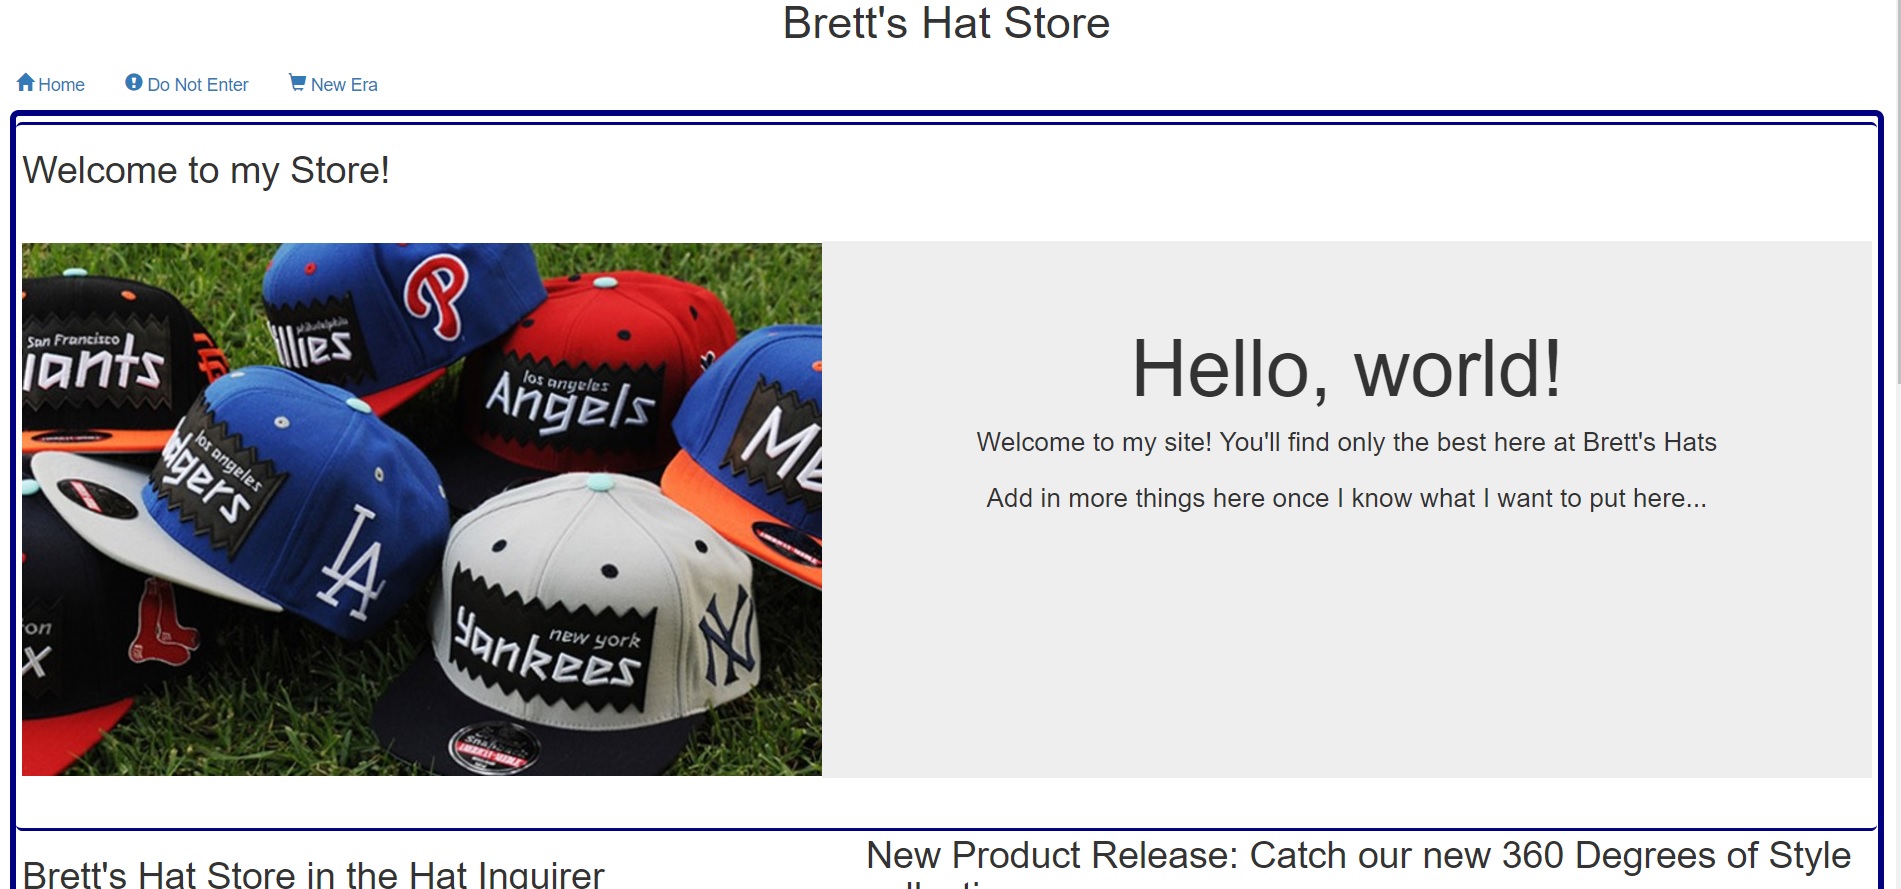 Brett's Hat Store
Home Do Not Enter New Era
Welcome to my Store!
San Francisco
iants
philadelphia
illies
P
los angeles
Angels
Me
los angeles
dgers
LA
on
x
new york
yankees
NY
Hello, world!
Welcome to my site! You'll find only the best here at Brett's Hats
Add in more things here once I know what I want to put here...
Brett's Hat Store in the Hat Inquirer
New Product Release: Catch our new 360 Degrees of Style